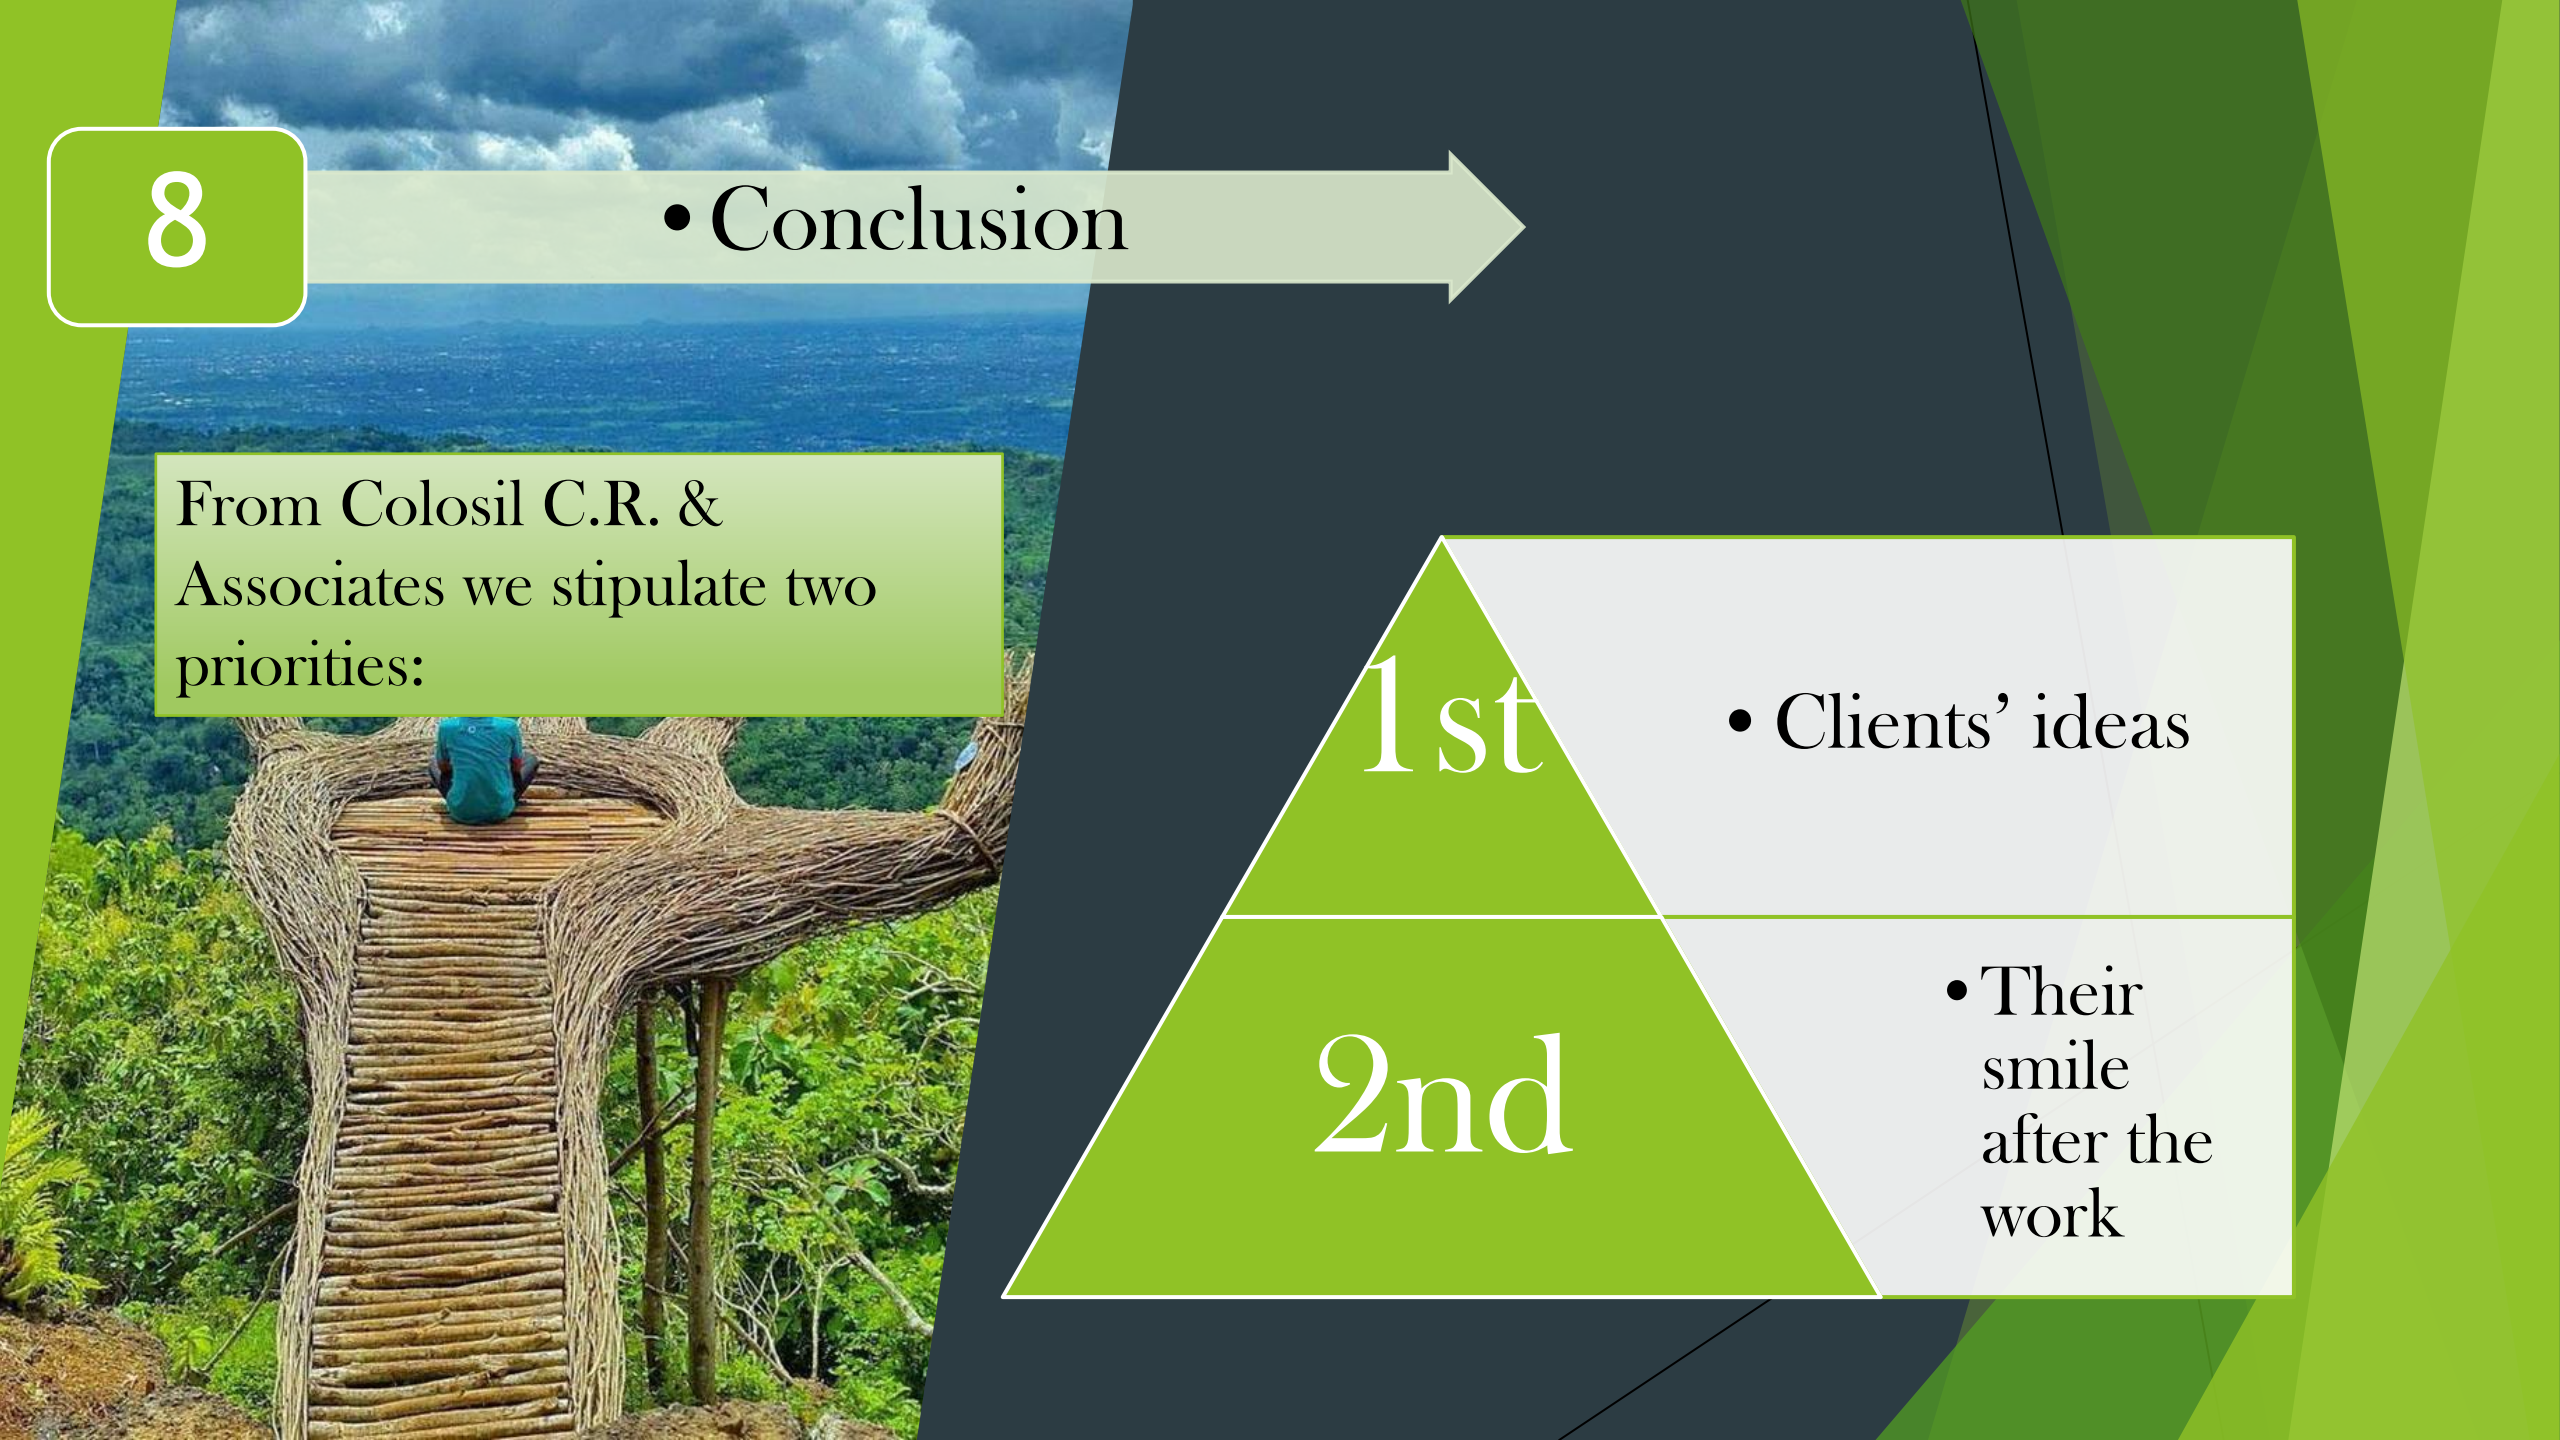 8
• Conclusion
From Colosil C.R. &
Associates we stipulate two
priorities:
1st
• Clients’ ideas
2nd
• Their
smile
after the
work